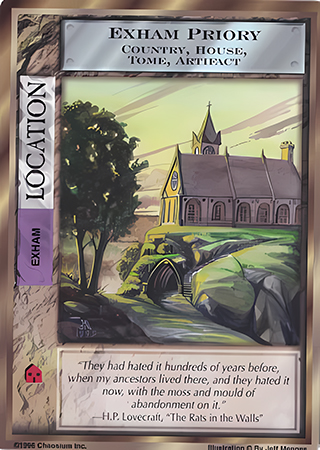 EXHAM PRIORY
COUNTRY, HOUSE,
TOME, ARTIFACT
LOCATION
EXHAM
1995
"They had hated it hundreds of years before,
when my ancestors lived there, and they hated it
now, with the moss and mould of
abandonment on it."
—H.P. Lovecraft, "The Rats in the Walls"
©1996 Chaosium Inc.
Illustration © By Jeff